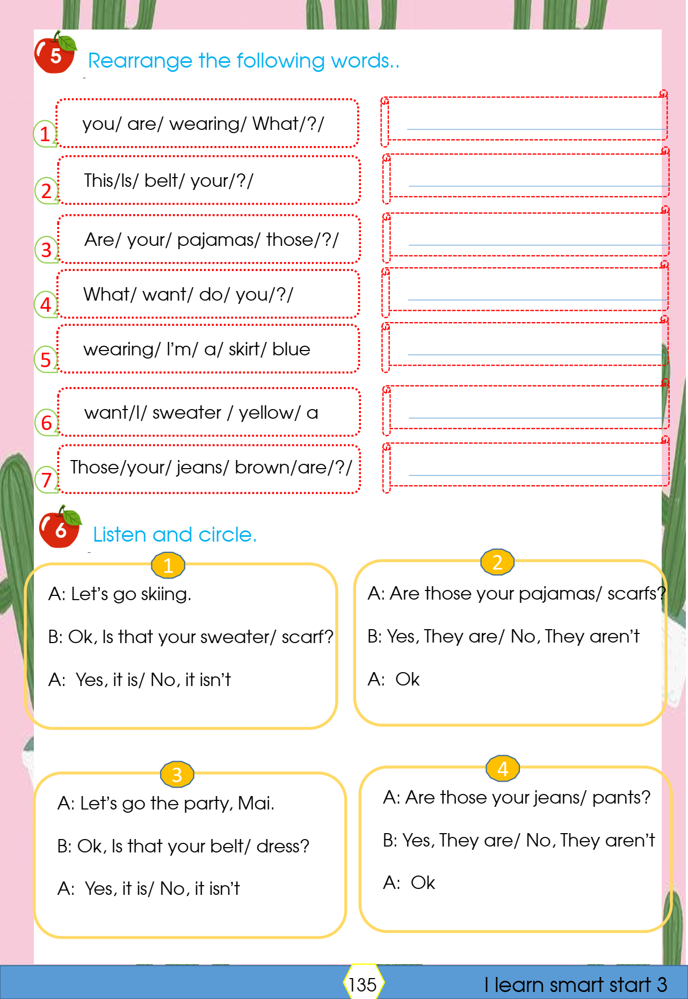 5
Rearrange the following words..
1
you/ are/ wearing/ What/?/
2
This/Is/ belt/ your/?/
3
Are/ your/ pajamas/ those/?/
4
What/ want/ do/ you/?/
5
wearing/ I'm/ a/ skirt/ blue
6
want/I/ sweater / yellow/ a
7
Those/your/ jeans/ brown/are/?/
6
Listen and circle.
1
A: Let's go skiing.
B: Ok, Is that your sweater/ scarf?
A: Yes, it is/ No, it isn't
2
A: Are those your pajamas/ scarfs?
B: Yes, They are/ No, They aren't
A: Ok
3
A: Let's go the party, Mai.
B: Ok, Is that your belt/ dress?
A: Yes, it is/ No, it isn't
4
A: Are those your jeans/ pants?
B: Yes, They are/ No, They aren't
A: Ok
135
I learn smart start 3